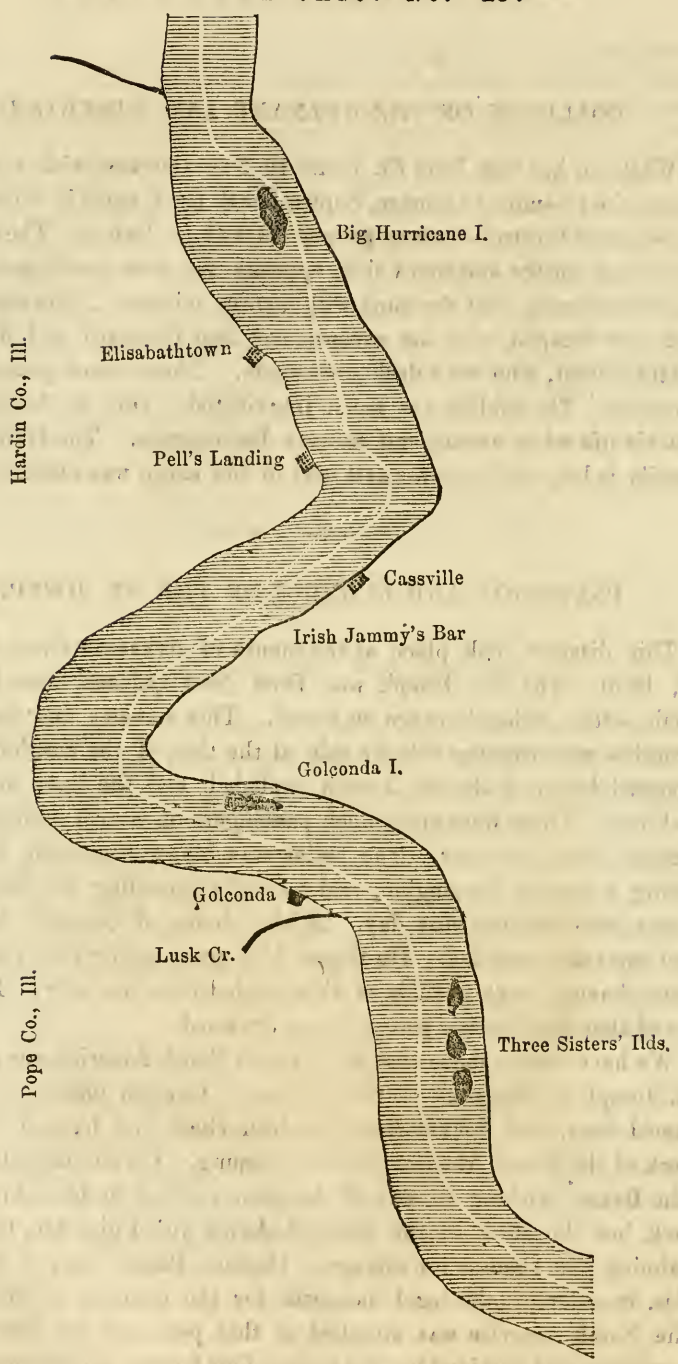 Big Hurricane I.
Elisabathtown
Hardin Co., Ill.
Pell's Landing
Cassville
Irish Jammy's Bar
Golconda I.
Golconda
Lusk Cr.
Pope Co., Ill.
Three Sisters' Ilds.